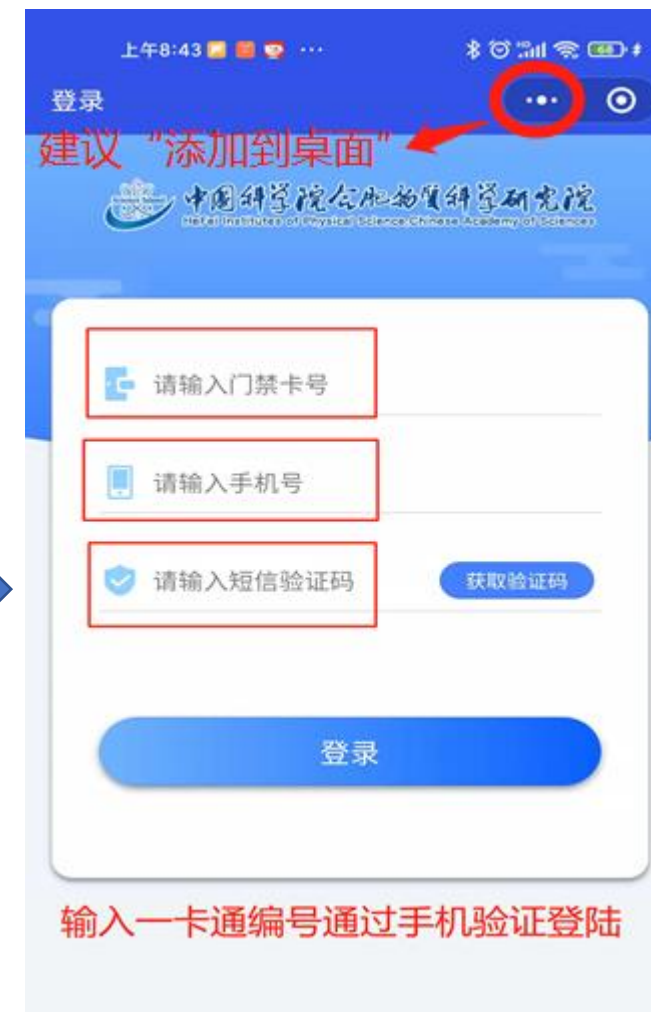 上午8:43
68
登录
建议 “添加到桌面”
中国科学院合肥物质科学研究院
Hefei Institutes of Physical Science, Chinese Academy of Sciences
请输入门禁卡号
请输入手机号
请输入短信验证码
获取验证码
登录
输入一卡通编号通过手机验证登陆